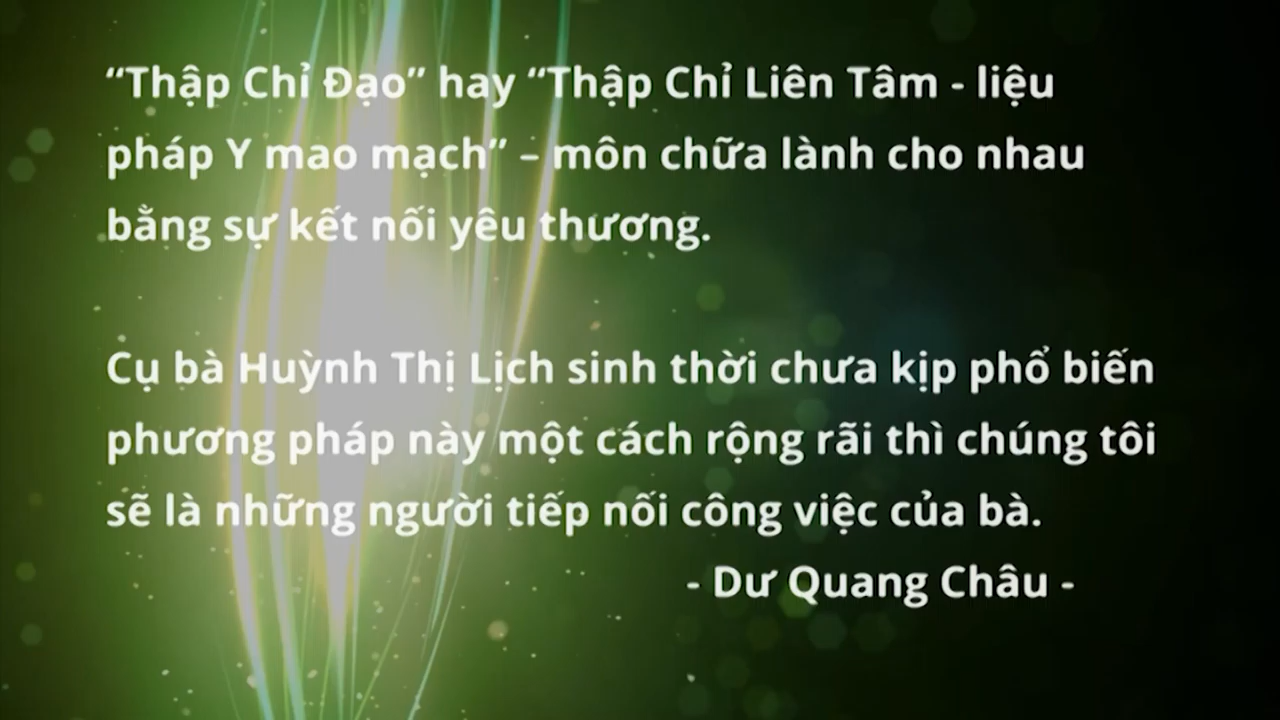 “Thập Chỉ Đạo” hay “Thập Chỉ Liên Tâm - liệu
pháp Y mao mạch” – môn chữa lành cho nhau
bằng sự kết nối yêu thương.
Cụ bà Huỳnh Thị Lịch sinh thời chưa kịp phổ biến
phương pháp này một cách rộng rãi thì chúng tôi
sẽ là những người tiếp nối công việc của bà.
- Dư Quang Châu -